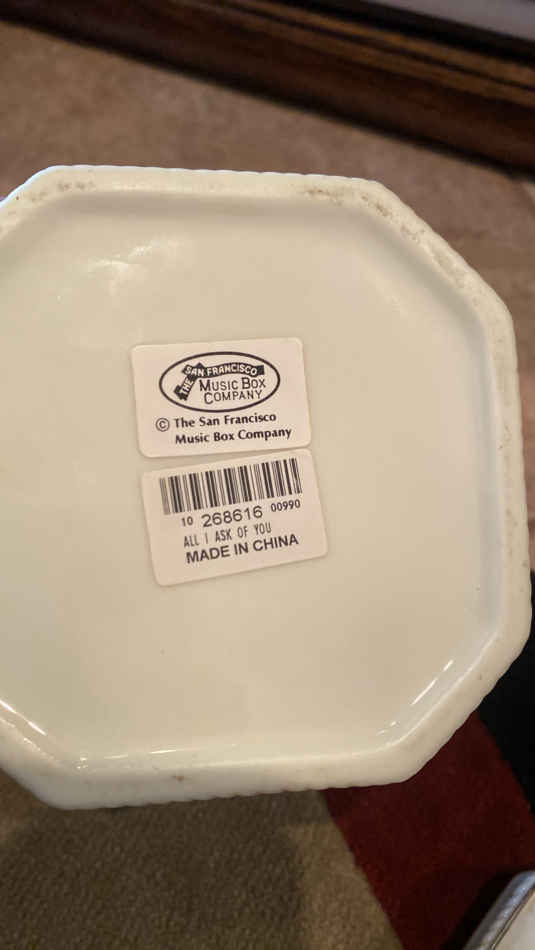 THE SAN FRANCISCO
MUSIC BOX
COMPANY
© The San Francisco
Music Box Company
10 268616 00990
ALL I ASK OF YOU
MADE IN CHINA